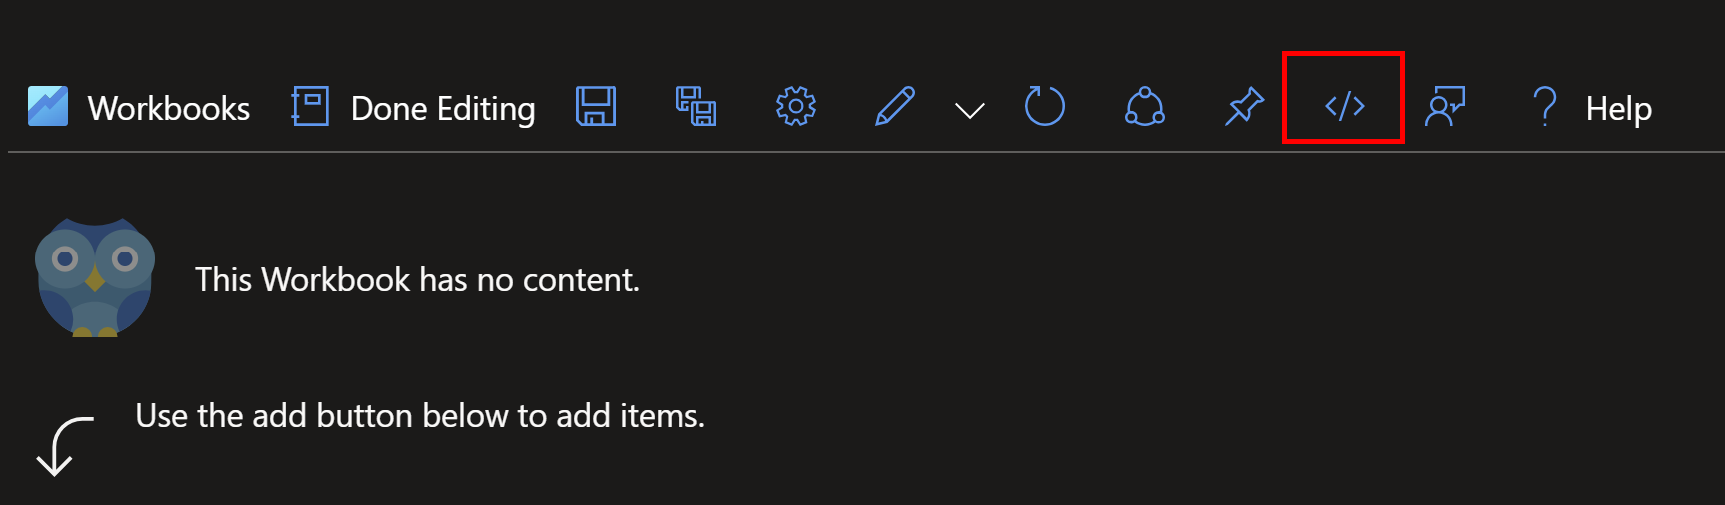 Workbooks Done Editing Help
This Workbook has no content.
Use the add button below to add items.